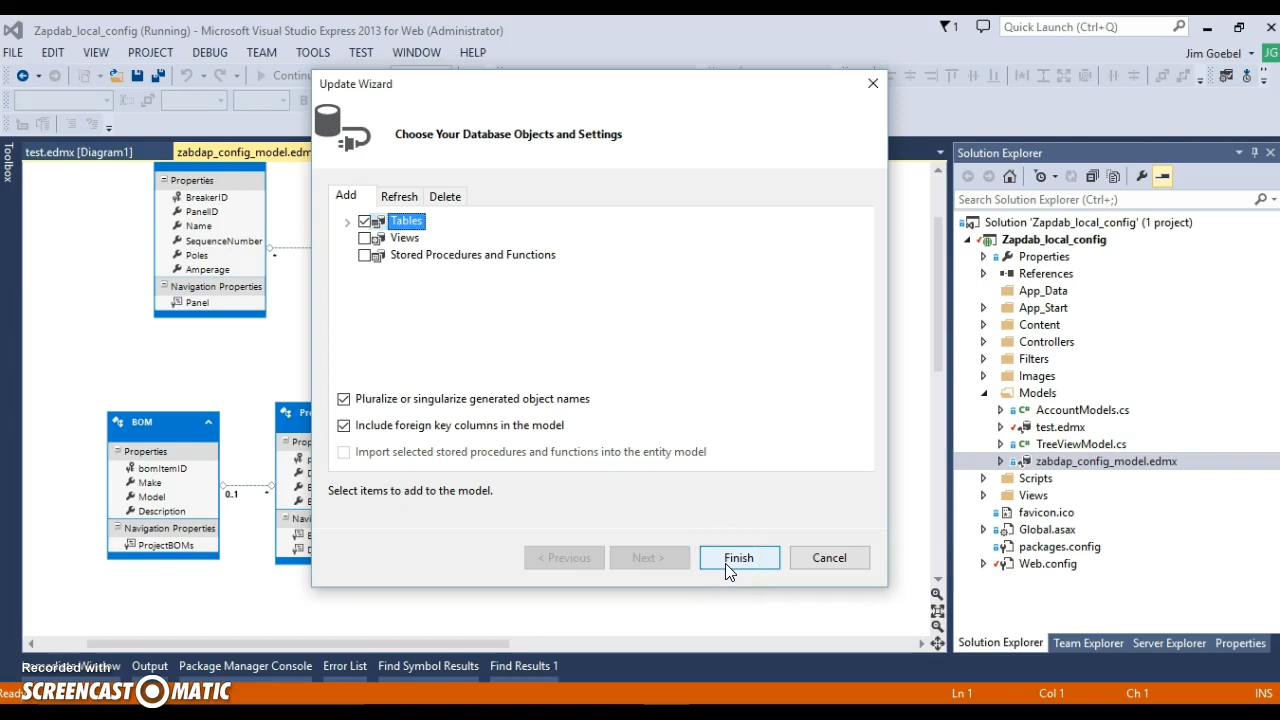 Zapdab_local_config (Running) - Microsoft Visual Studio Express 2013 for Web (Administrator)
1
Quick Launch (Ctrl+Q)
FILE EDIT VIEW PROJECT DEBUG TEAM TOOLS TEST WINDOW HELP
Jim Goebel
JG
Contin
B
Toolbox
test.edmx [Diagram1]
zabdap_config_model.edm
Properties
BreakerID
PanelID
Name
SequenceNumber
Poles
Amperage
Navigation Properties
Panel
BOM
Properties
bomItemID
Make
Model
Description
Navigation Properties
ProjectBOMs
0..1
*
*
Update Wizard
Choose Your Database Objects and Settings
Add Refresh Delete
Tables
Views
Stored Procedures and Functions
Pluralize or singularize generated object names
Include foreign key columns in the model
Import selected stored procedures and functions into the entity model
Select items to add to the model.
< Previous Next > Finish Cancel
Solution Explorer
Search Solution Explorer (Ctrl+;)
Solution 'Zapdab_local_config' (1 project)
Zapdab_local_config
Properties
References
App_Data
App_Start
Content
Controllers
Filters
Images
Models
AccountModels.cs
test.edmx
TreeViewModel.cs
zabdap_config_model.edmx
Scripts
Views
favicon.ico
Global.asax
packages.config
Web.config
Solution Explorer Team Explorer Server Explorer Properties
Window Output Package Manager Console Error List Find Symbol Results Find Results 1
Recorded with
SCREENCAST MATIC
Ln 1 Col 1 Ch 1 INS